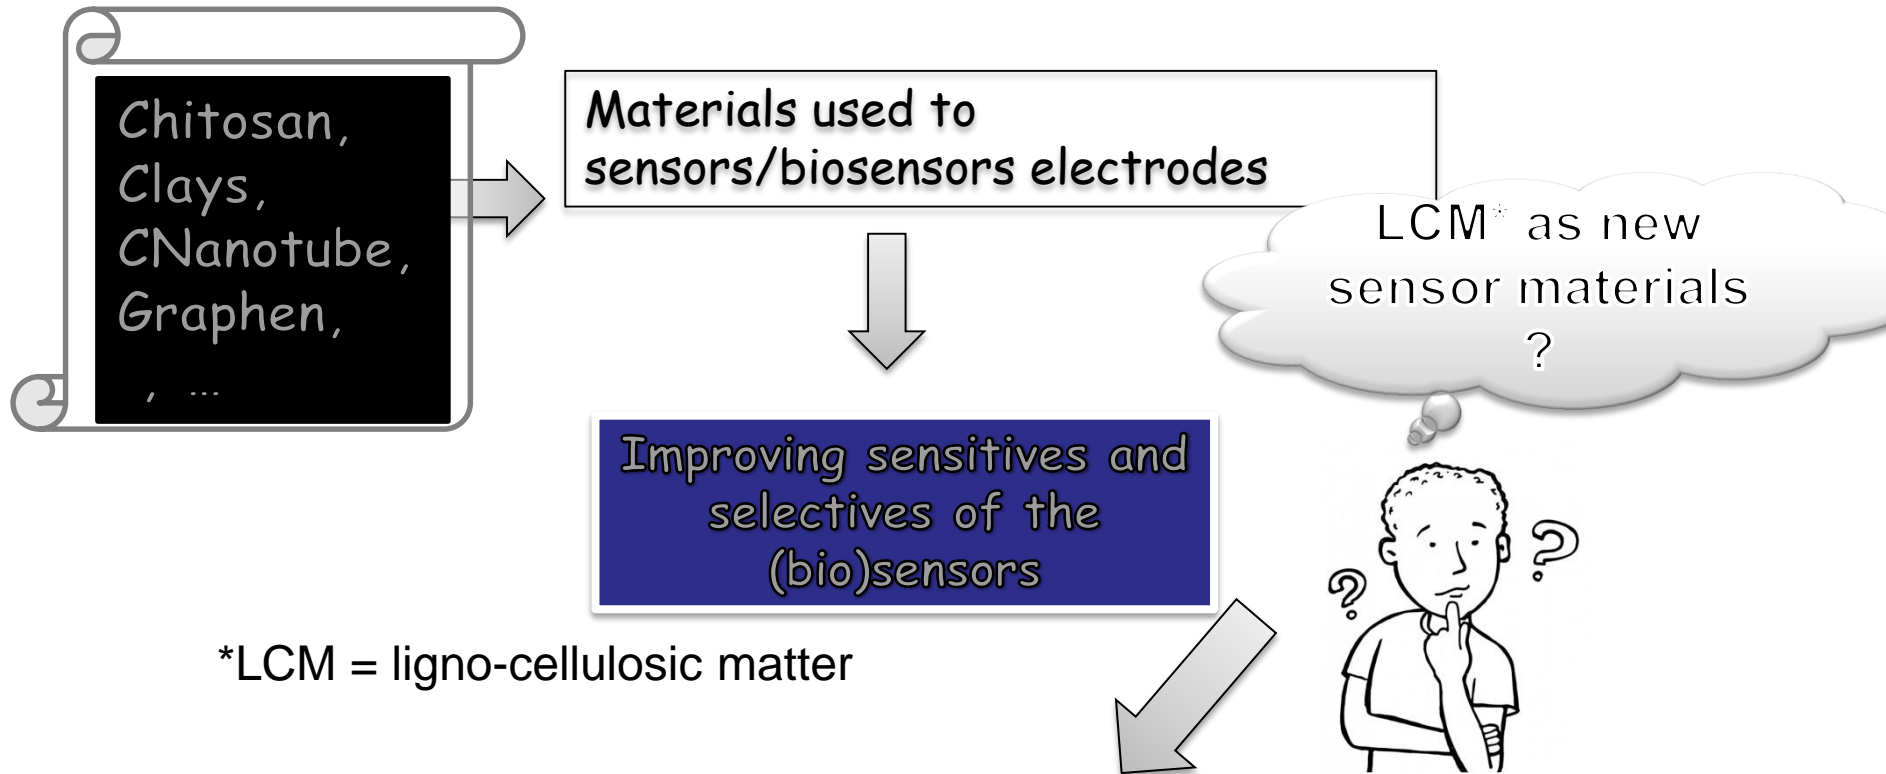 Chitosan,
Clays,
CNanotube,
Graphen,
, ...
Materials used to
sensors/biosensors electrodes
LCM* as new
sensor materials
?
Improving sensitives and
selectives of the
(bio)sensors
? ?
*LCM = ligno-cellulosic matter